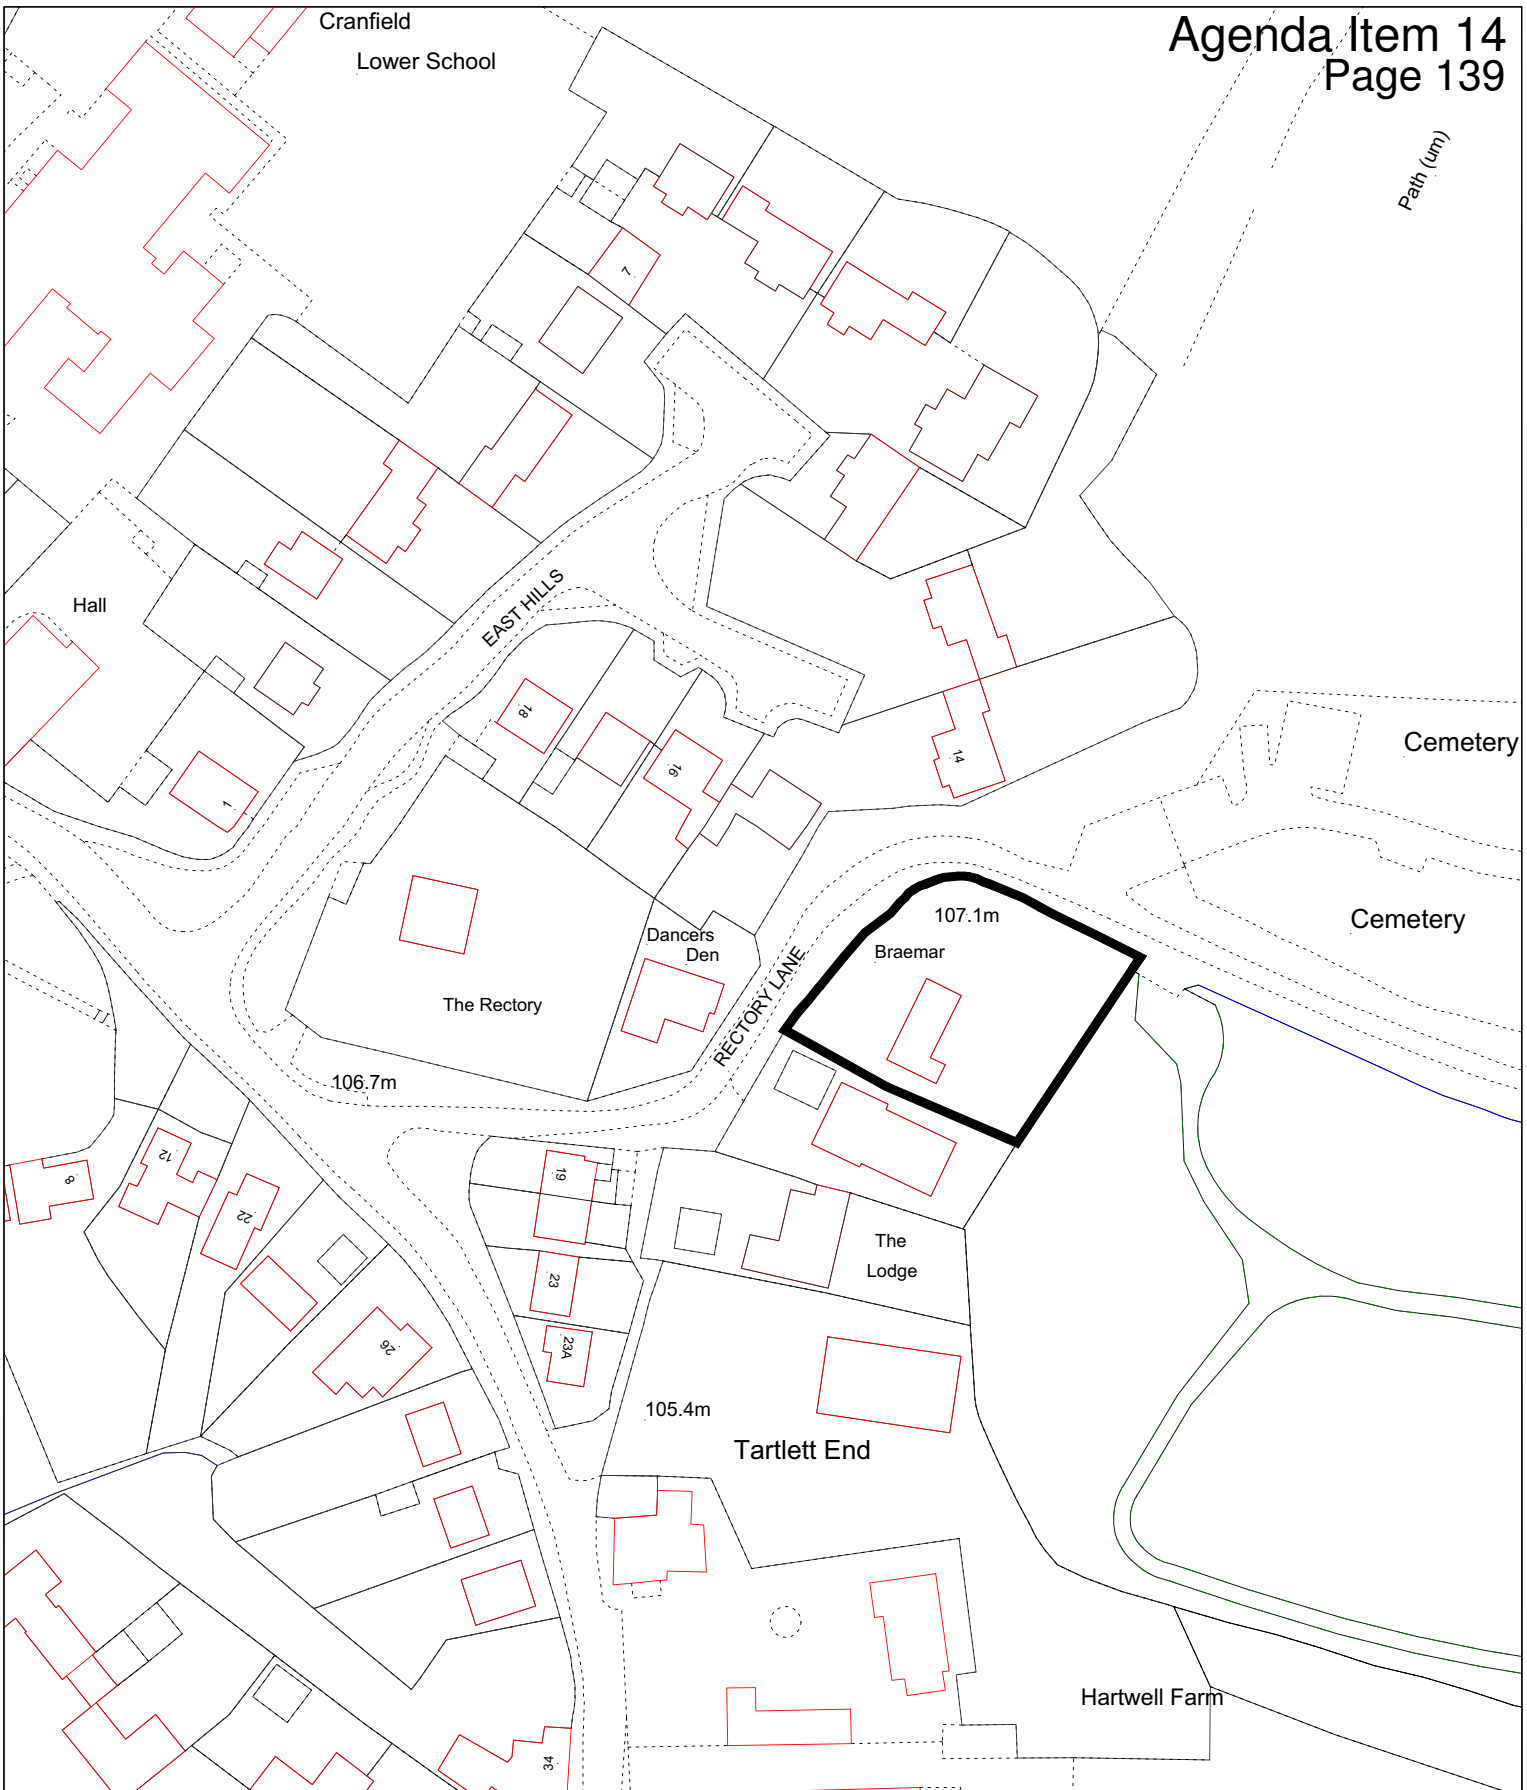 Agenda Item 14
Page 139
Cranfield
Lower School
Path (um)
7
EAST HILLS
Hall
18
16
14
1
Cemetery
Cemetery
107.1m
Braemar
Dancers
Den
The Rectory
RECTORY LANE
106.7m
12
8
22
19
23
23A
26
The
Lodge
105.4m
Tartlett End
Hartwell Farm
34